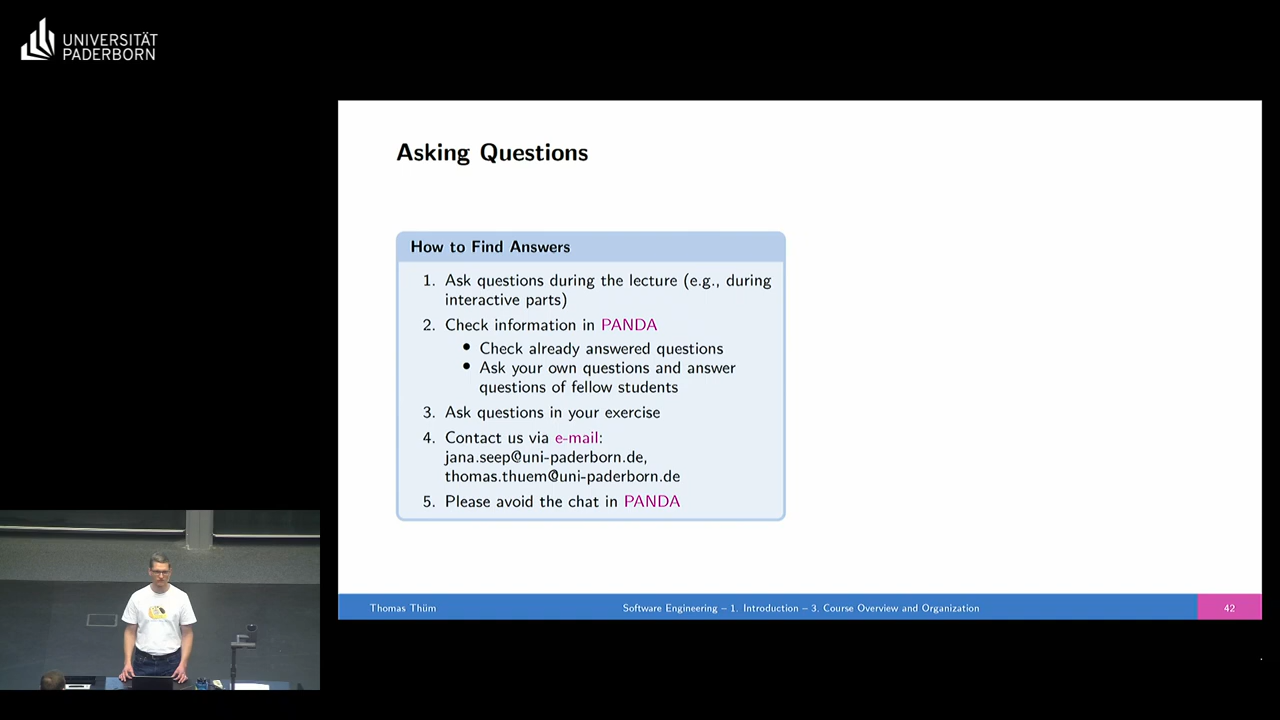 UNIVERSITÄT
PADERBORN
Asking Questions
How to Find Answers
1. Ask questions during the lecture (e.g., during
interactive parts)
2. Check information in PANDA
• Check already answered questions
• Ask your own questions and answer
questions of fellow students
3. Ask questions in your exercise
4. Contact us via e-mail:
jana.seep@uni-paderborn.de,
thomas.thuem@uni-paderborn.de
5. Please avoid the chat in PANDA
Thomas Thüm
Software Engineering – 1. Introduction – 3. Course Overview and Organization
42